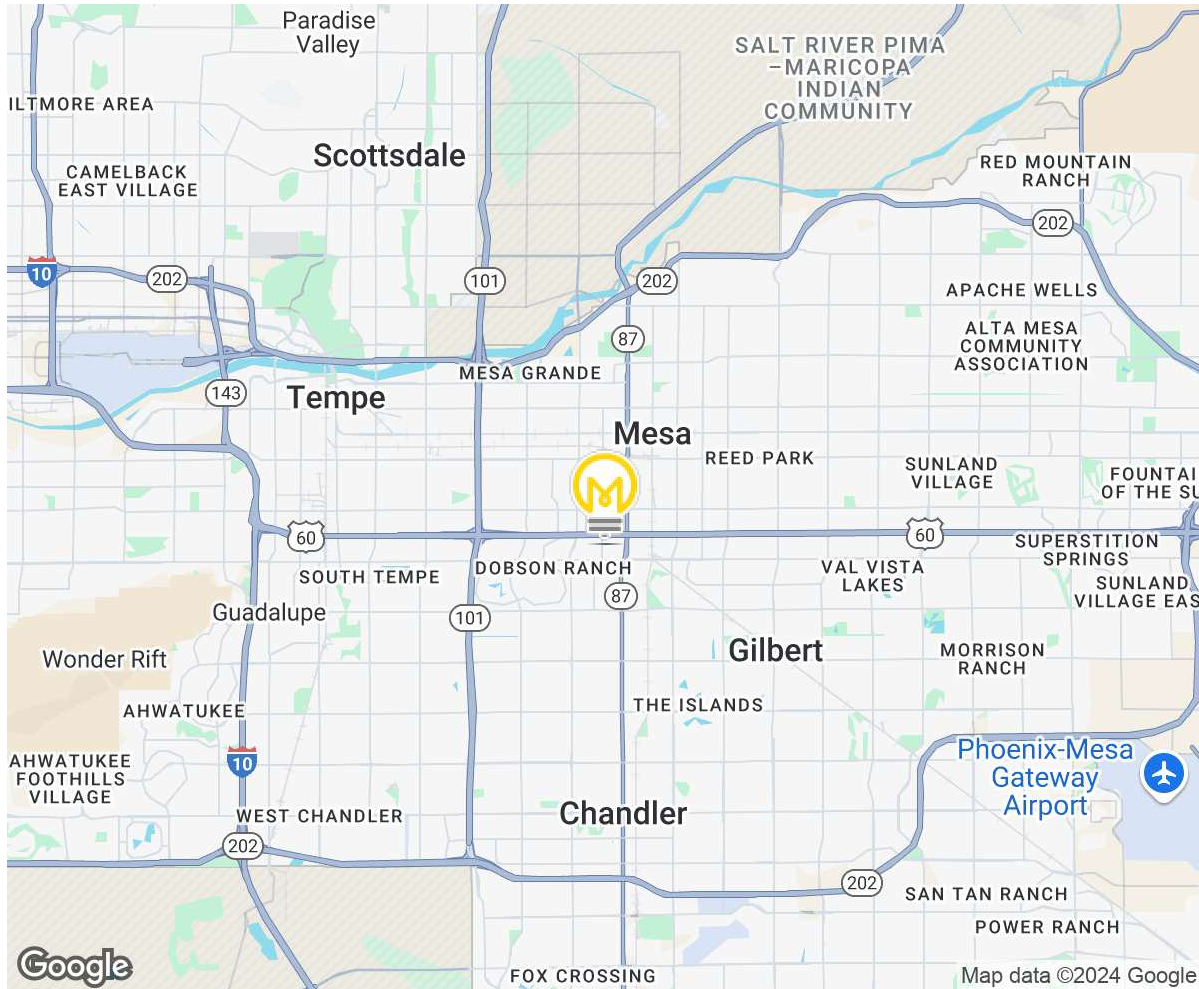 Paradise
Valley
SALT RIVER PIMA
–MARICOPA
INDIAN
COMMUNITY
ILTMORE AREA
Scottsdale
CAMELBACK
EAST VILLAGE
RED MOUNTAIN
RANCH
202
10
202
101
202
APACHE WELLS
87
ALTA MESA
COMMUNITY
ASSOCIATION
MESA GRANDE
143
Tempe
Mesa
REED PARK
SUNLAND
VILLAGE
FOUNTAI
OF THE SU
M
60
60
SUPERSTITION
SPRINGS
SOUTH TEMPE
DOBSON RANCH
VAL VISTA
LAKES
SUNLAND
VILLAGE EAS
87
Guadalupe
101
Wonder Rift
Gilbert
MORRISON
RANCH
AHWATUKEE
THE ISLANDS
10
AHWATUKEE
FOOTHILLS
VILLAGE
Phoenix-Mesa
Gateway
Airport
WEST CHANDLER
Chandler
202
202
SAN TAN RANCH
POWER RANCH
Google
FOX CROSSING
Map data ©2024 Google